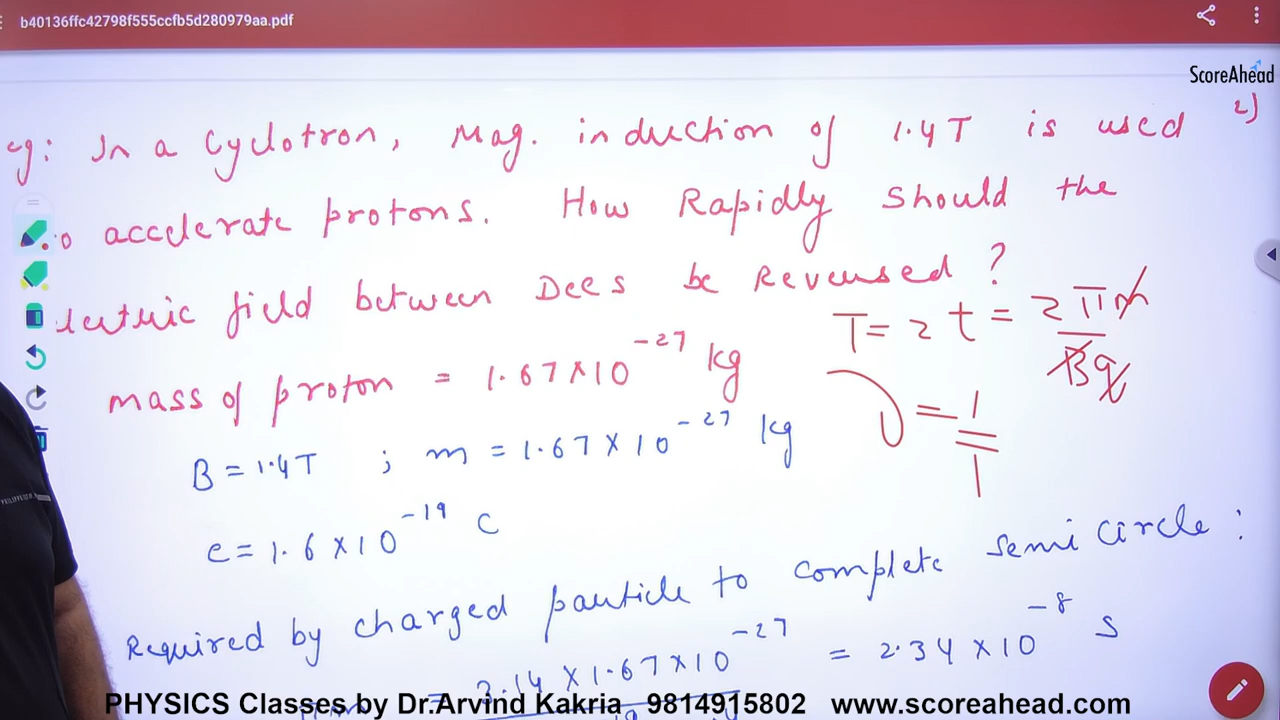 b40136ffc42798f555ccfb5d280979aa.pdf
ScoreAhead
2)
eg: In a Cyclotron, Mag. induction of 1.4T is used
to accelerate protons. How Rapidly should the
lectric field between Dees be Reversed ?
T = 2t = 2πm / Bq
mass of proton = 1.67×10⁻²⁷ kg
υ = 1 / T
B = 1.4T ; m = 1.67×10⁻²⁷ kg
e = 1.6×10⁻¹⁹ C
Required by charged particle to complete semi circle :
= 3.14×1.67×10⁻²⁷ = 2.34×10⁻⁸ s
PHYSICS Classes by Dr.Arvind Kakria 9814915802 www.scoreahead.com